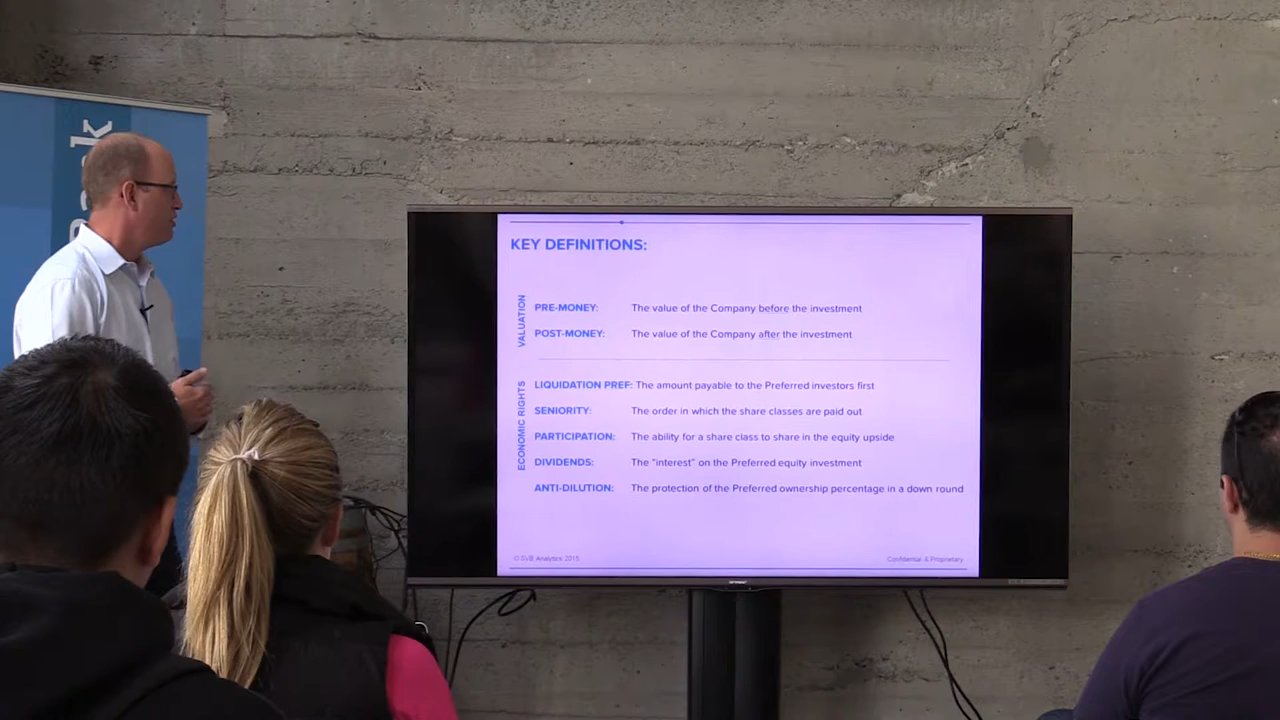 KEY DEFINITIONS:
VALUATION
PRE-MONEY: The value of the Company before the investment
POST-MONEY: The value of the Company after the investment
ECONOMIC RIGHTS
LIQUIDATION PREF: The amount payable to the Preferred investors first
SENIORITY: The order in which the share classes are paid out
PARTICIPATION: The ability for a share class to share in the equity upside
DIVIDENDS: The "interest" on the Preferred equity investment
ANTI-DILUTION: The protection of the Preferred ownership percentage in a down round
© SVB Analytics 2015
Confidential & Proprietary